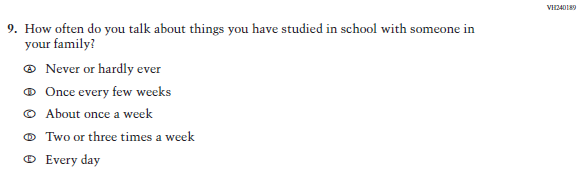 VH240189
9. How often do you talk about things you have studied in school with someone in
your family?
A Never or hardly ever
B Once every few weeks
C About once a week
D Two or three times a week
E Every day